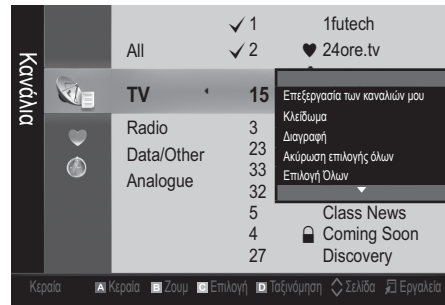 Κανάλια
1 1futech
All 2 24ore.tv
TV 15
Radio 3
Data/Other 23
Analogue 33
32
5 Class News
4 Coming Soon
27 Discovery
Επεξεργασία των καναλιών μου
Κλείδωμα
Διαγραφή
Ακύρωση επιλογής όλων
Επιλογή Όλων
Κεραία A Κεραία B Ζουμ C Επιλογή D Ταξινόμηση Σελίδα Εργαλεία